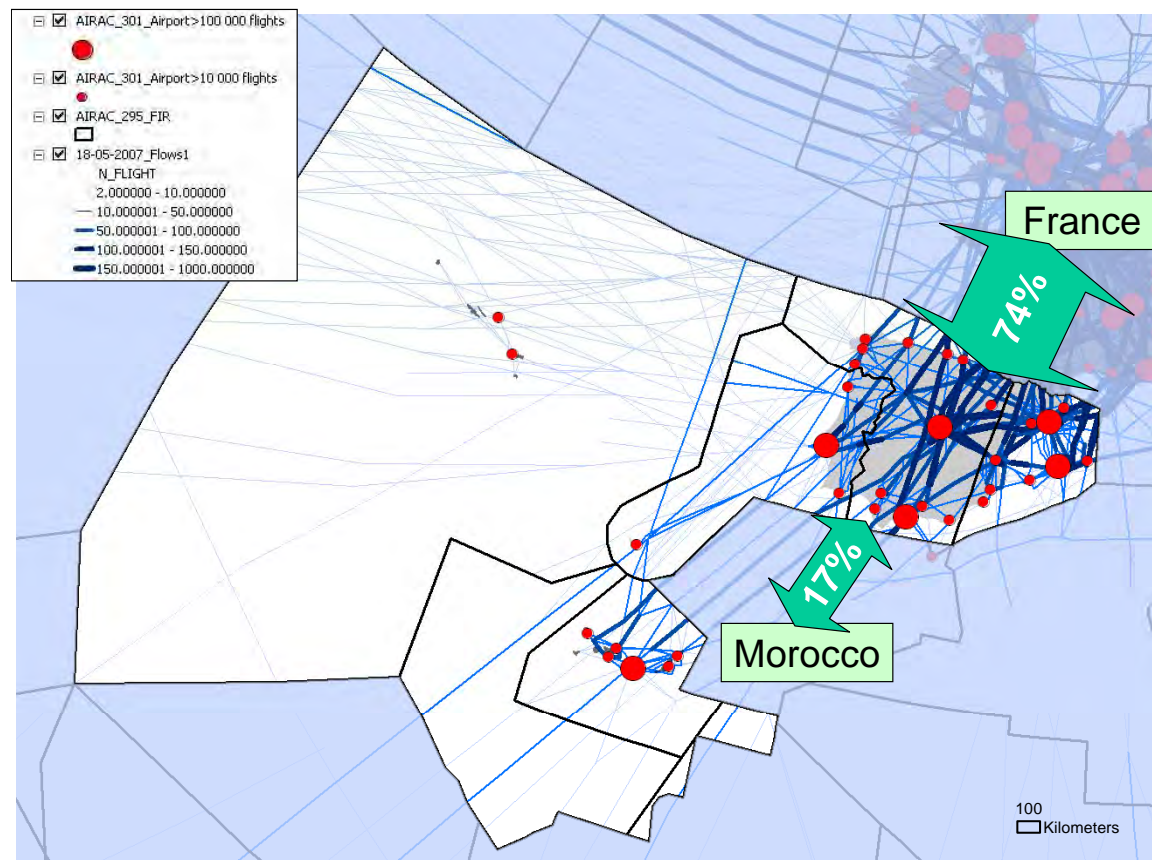 AIRAC_301_Airport>100 000 flights
AIRAC_301_Airport>10 000 flights
AIRAC_295_FIR
18-05-2007_Flows1
N_FLIGHT
2.000000 - 10.000000
10.000001 - 50.000000
50.000001 - 100.000000
100.000001 - 150.000000
150.000001 - 1000.000000
France
74%
17%
Morocco
100
Kilometers